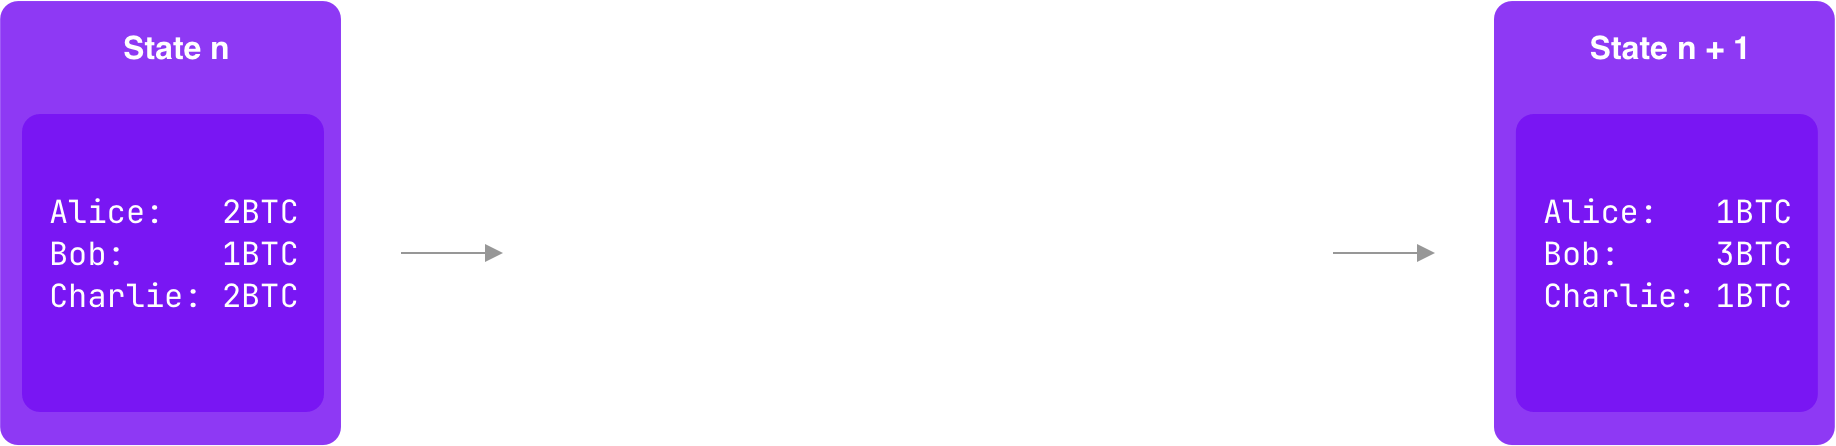 State n
Alice: 2BTC
Bob: 1BTC
Charlie: 2BTC
State n + 1
Alice: 1BTC
Bob: 3BTC
Charlie: 1BTC